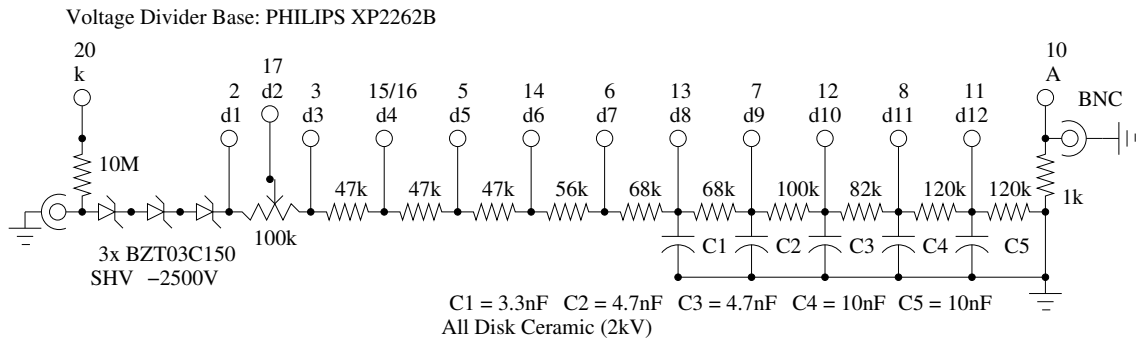 Voltage Divider Base: PHILIPS XP2262B
20
k
2
d1
17
d2
3
d3
15/16
d4
5
d5
14
d6
6
d7
13
d8
7
d9
12
d10
8
d11
11
d12
10
A
BNC
10M
47k
47k
47k
56k
68k
68k
100k
82k
120k
120k
1k
100k
3x BZT03C150
SHV −2500V
C1
C2
C3
C4
C5
C1 = 3.3nF C2 = 4.7nF C3 = 4.7nF C4 = 10nF C5 = 10nF
All Disk Ceramic (2kV)